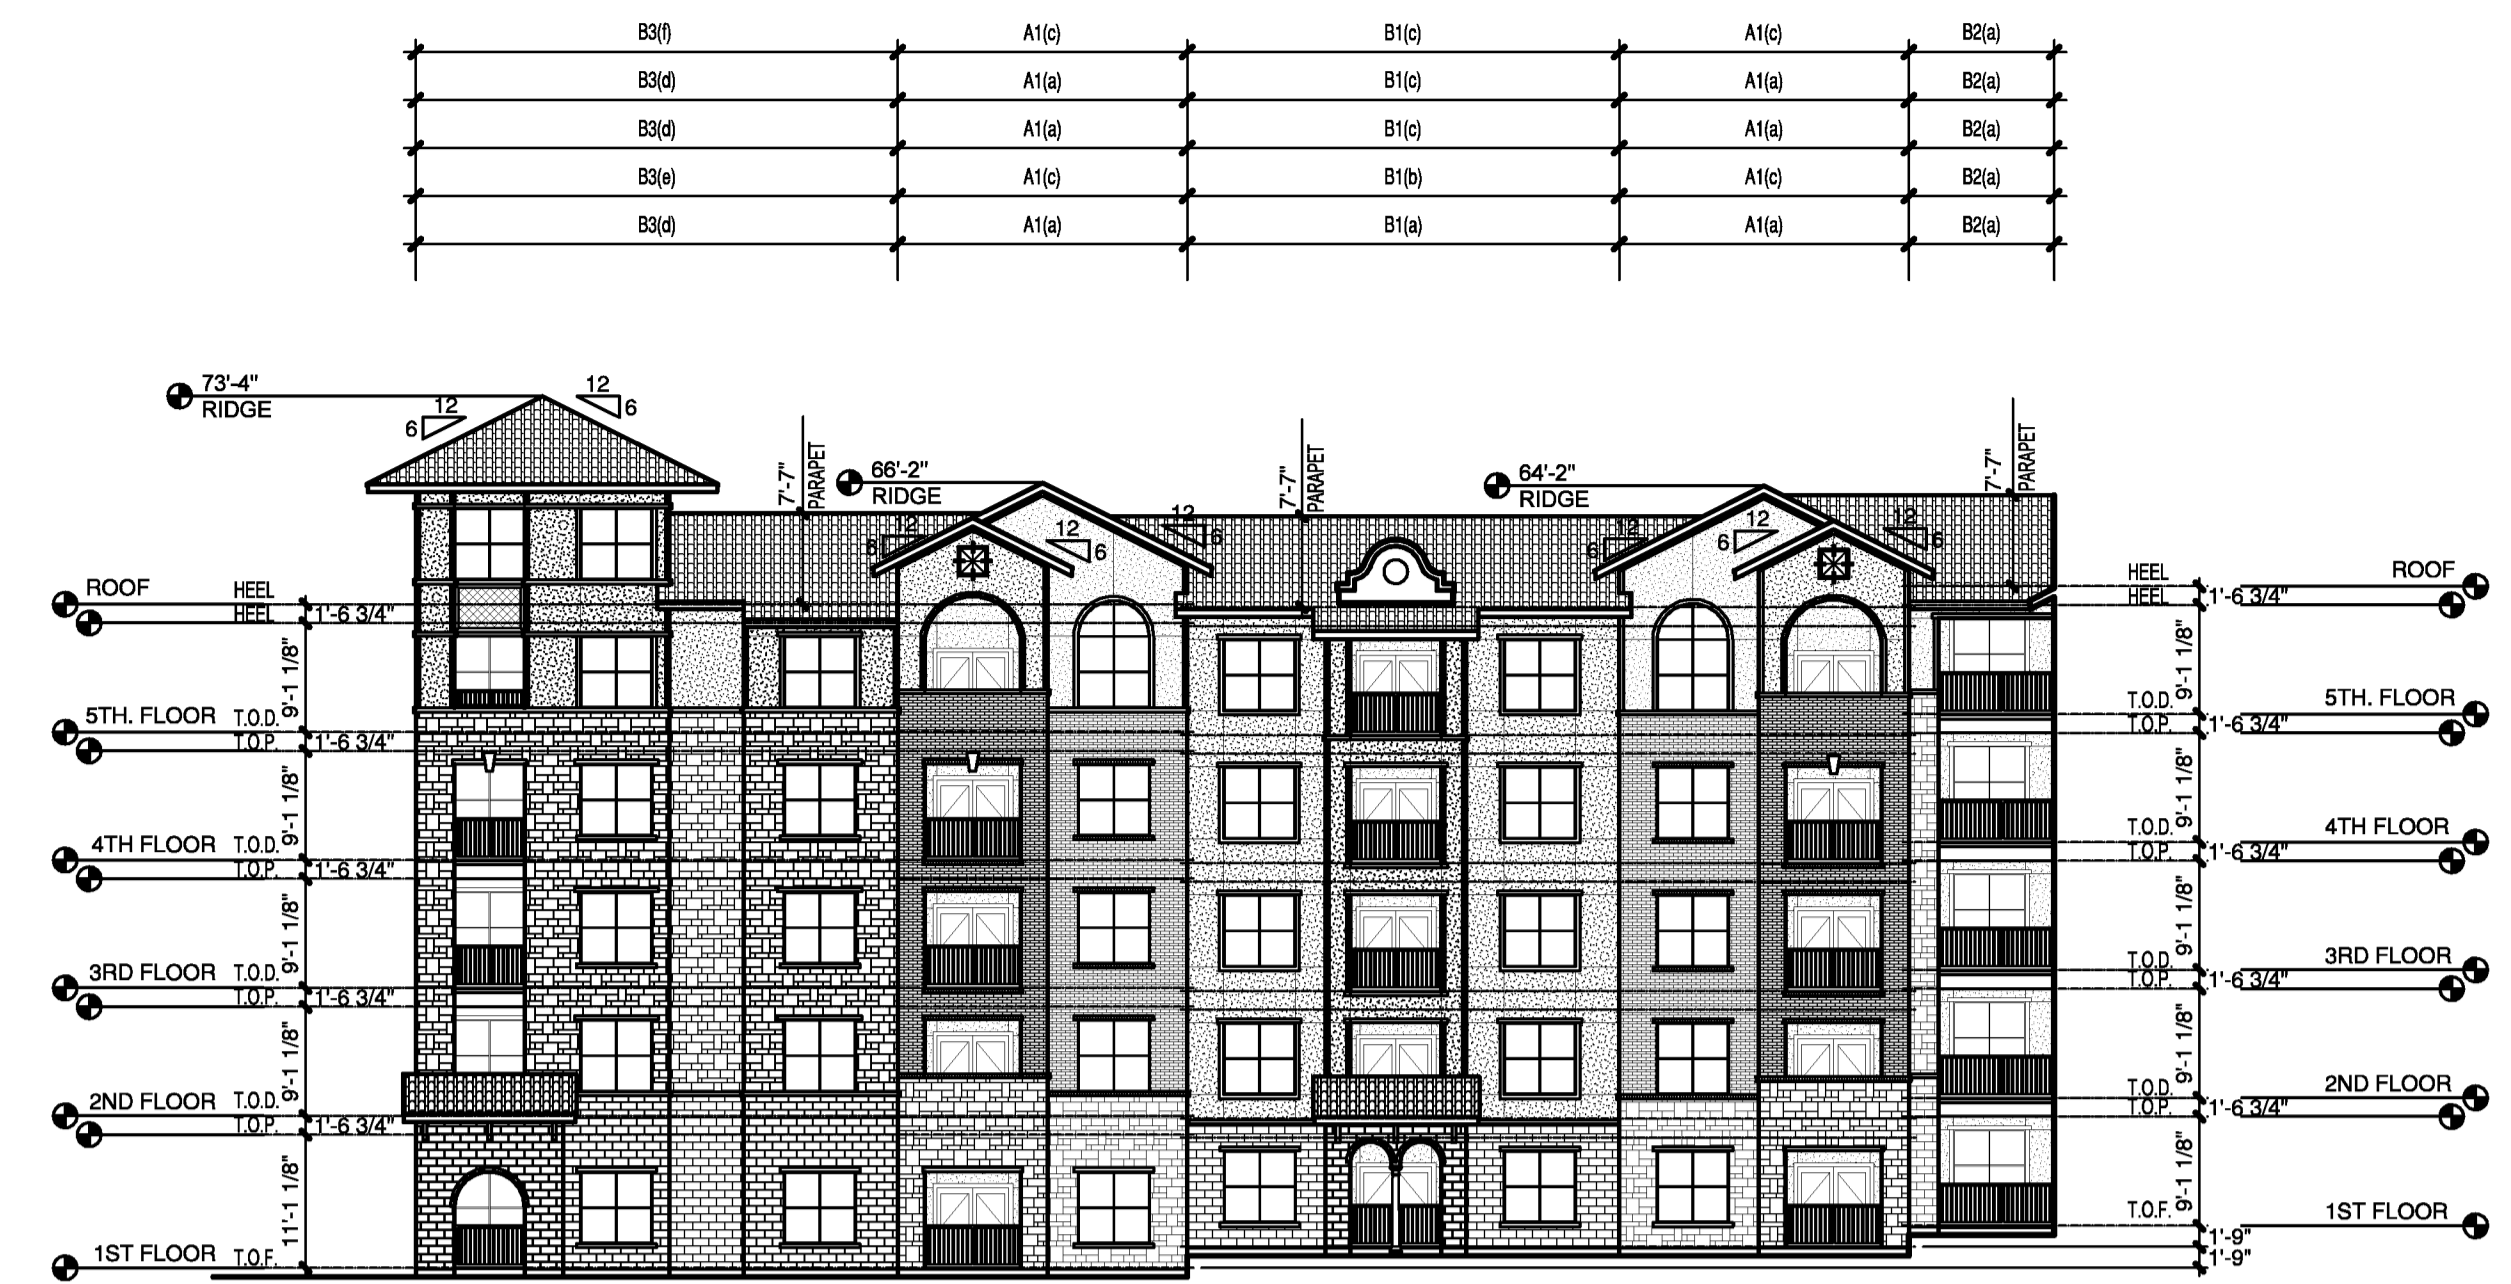 B3(f) A1(c) B1(c) A1(c) B2(a)
B3(d) A1(a) B1(c) A1(a) B2(a)
B3(d) A1(a) B1(c) A1(a) B2(a)
B3(e) A1(c) B1(b) A1(c) B2(a)
B3(d) A1(a) B1(a) A1(a) B2(a)
73'-4"
RIDGE
12
6
12
6
7'-7"
PARAPET
66'-2"
RIDGE
12
6
12
6
12
6
7'-7"
PARAPET
64'-2"
RIDGE
12
6
12
6
12
6
7'-7"
PARAPET
ROOF HEEL
HEEL 1'-6 3/4"
9'-1 1/8"
5TH. FLOOR T.O.D.
T.O.P. 1'-6 3/4"
9'-1 1/8"
4TH FLOOR T.O.D.
T.O.P. 1'-6 3/4"
9'-1 1/8"
3RD FLOOR T.O.D.
T.O.P. 1'-6 3/4"
9'-1 1/8"
2ND FLOOR T.O.D.
T.O.P. 1'-6 3/4"
11'-1 1/8"
1ST FLOOR T.O.F.
HEEL ROOF
HEEL 1'-6 3/4"
9'-1 1/8"
T.O.D. 5TH FLOOR
T.O.P. 1'-6 3/4"
9'-1 1/8"
T.O.D. 4TH FLOOR
T.O.P. 1'-6 3/4"
9'-1 1/8"
T.O.D. 3RD FLOOR
T.O.P. 1'-6 3/4"
9'-1 1/8"
T.O.D. 2ND FLOOR
T.O.P. 1'-6 3/4"
9'-1 1/8"
T.O.F. 1ST FLOOR
1'-9"
1'-9"